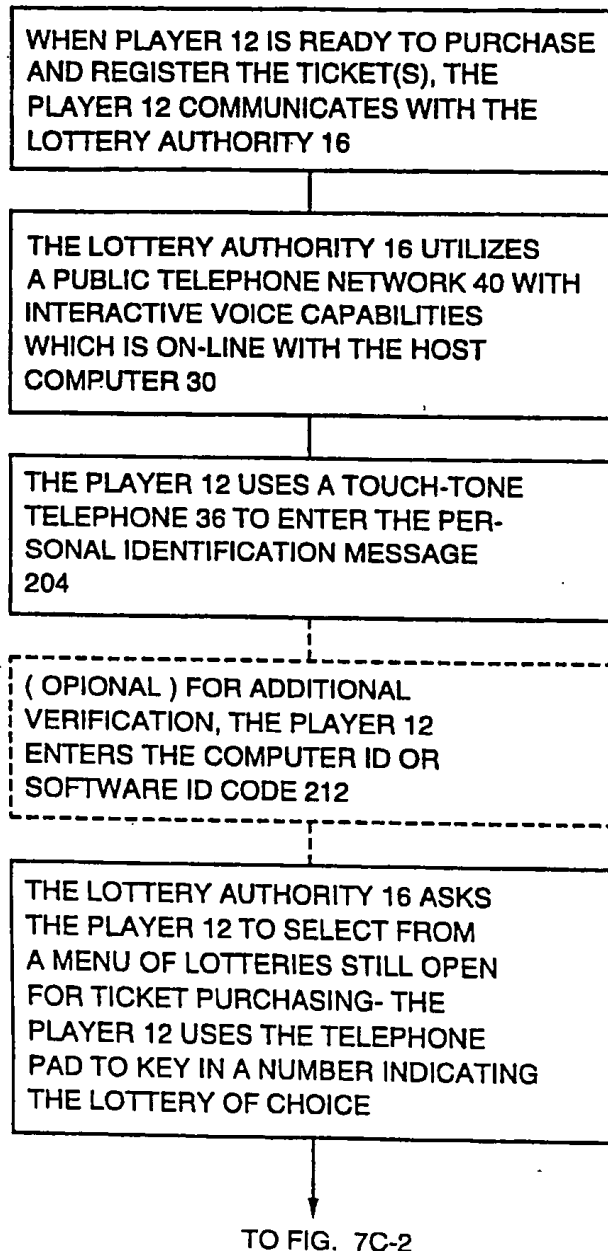 WHEN PLAYER 12 IS READY TO PURCHASE
AND REGISTER THE TICKET(S), THE
PLAYER 12 COMMUNICATES WITH THE
LOTTERY AUTHORITY 16
THE LOTTERY AUTHORITY 16 UTILIZES
A PUBLIC TELEPHONE NETWORK 40 WITH
INTERACTIVE VOICE CAPABILITIES
WHICH IS ON-LINE WITH THE HOST
COMPUTER 30
THE PLAYER 12 USES A TOUCH-TONE
TELEPHONE 36 TO ENTER THE PER-
SONAL IDENTIFICATION MESSAGE
204
( OPIONAL ) FOR ADDITIONAL
VERIFICATION, THE PLAYER 12
ENTERS THE COMPUTER ID OR
SOFTWARE ID CODE 212
THE LOTTERY AUTHORITY 16 ASKS
THE PLAYER 12 TO SELECT FROM
A MENU OF LOTTERIES STILL OPEN
FOR TICKET PURCHASING- THE
PLAYER 12 USES THE TELEPHONE
PAD TO KEY IN A NUMBER INDICATING
THE LOTTERY OF CHOICE
TO FIG. 7C-2